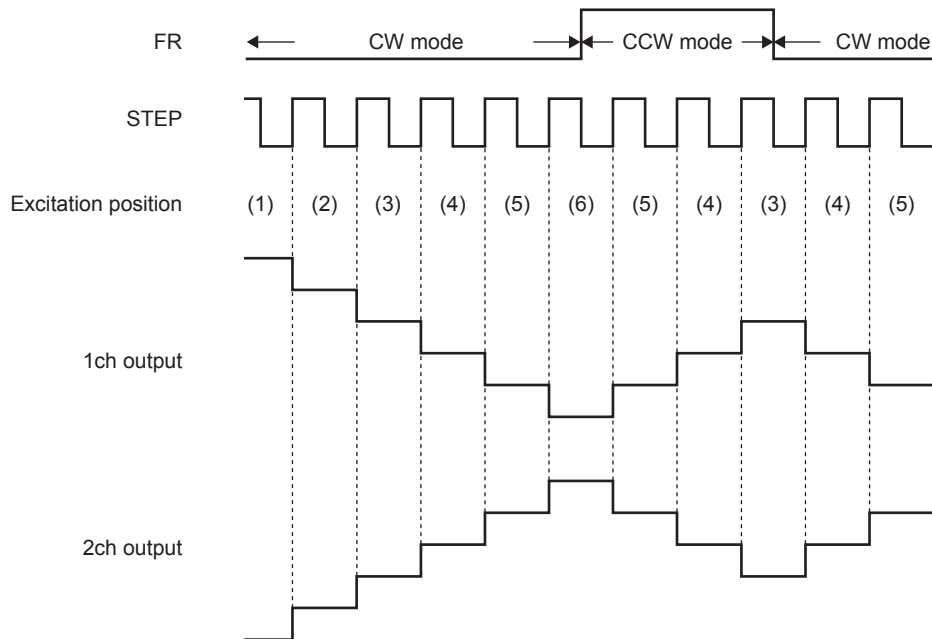 FR CW mode CCW mode CW mode
STEP
Excitation position (1) (2) (3) (4) (5) (6) (5) (4) (3) (4) (5)
1ch output
2ch output